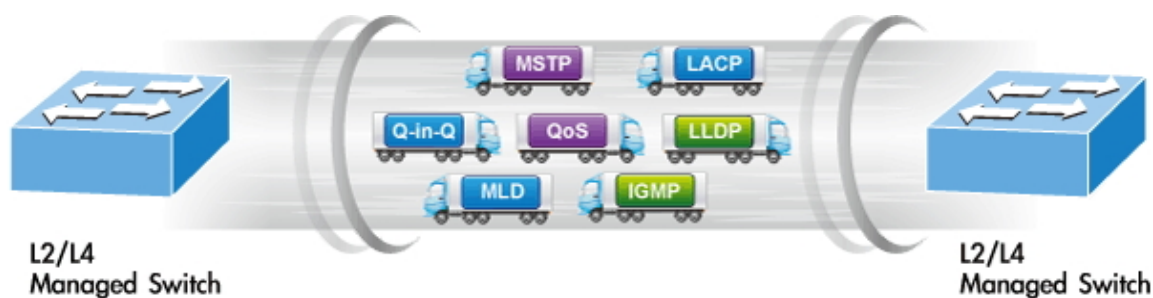 MSTP
LACP
Q-in-Q
QoS
LLDP
MLD
IGMP
L2/L4
Managed Switch
L2/L4
Managed Switch